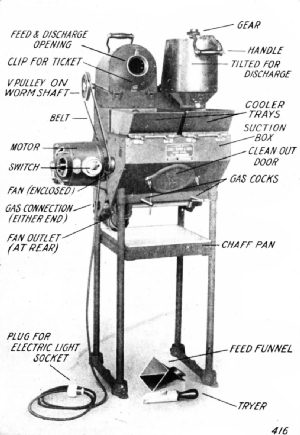 GEAR
FEED & DISCHARGE
OPENING
HANDLE
CLIP FOR TICKET
TILTED FOR
DISCHARGE
V PULLEY ON
WORM SHAFT
COOLER
TRAYS
BELT
SUCTION
BOX
MOTOR
CLEAN OUT
DOOR
SWITCH
FAN (ENCLOSED)
GAS COCKS
GAS CONNECTION
(EITHER END)
FAN OUTLET
(AT REAR)
CHAFF PAN
PLUG FOR
ELECTRIC LIGHT
SOCKET
FEED FUNNEL
TRYER
416